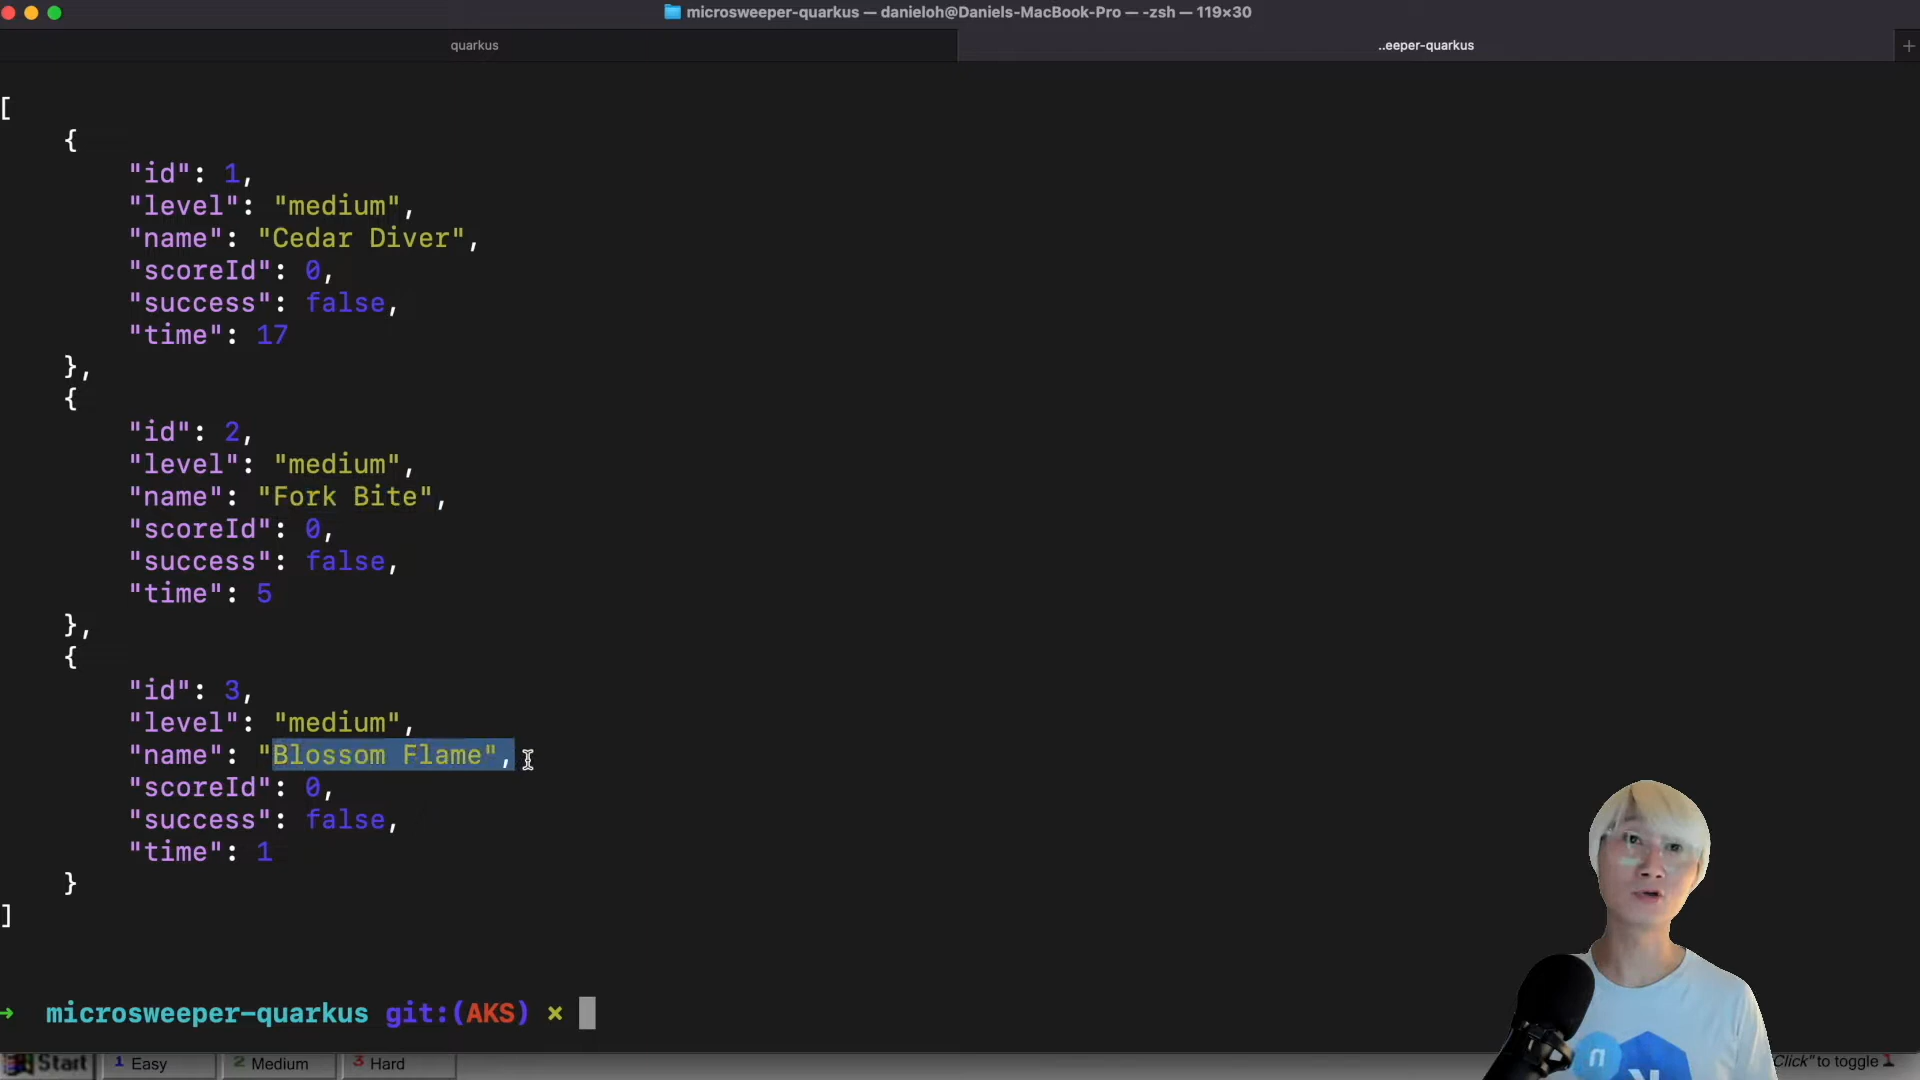 microsweeper-quarkus — danieloh@Daniels-MacBook-Pro — -zsh — 119×30
quarkus
..eeper-quarkus
+
[
{
"id": 1,
"level": "medium",
"name": "Cedar Diver",
"scoreId": 0,
"success": false,
"time": 17
},
{
"id": 2,
"level": "medium",
"name": "Fork Bite",
"scoreId": 0,
"success": false,
"time": 5
},
{
"id": 3,
"level": "medium",
"name": "Blossom Flame",
"scoreId": 0,
"success": false,
"time": 1
}
]
→ microsweeper-quarkus git:(AKS) ×
Start 1 Easy 2 Medium 3 Hard Click" to toggle 1
n